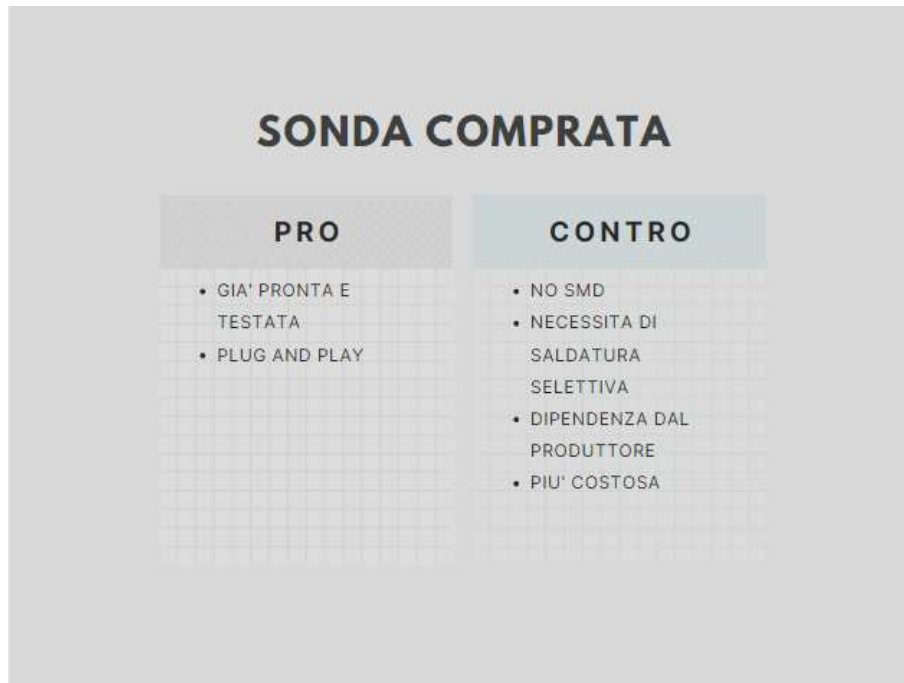 SONDA COMPRATA
PRO
• GIA' PRONTA E
TESTATA
• PLUG AND PLAY
CONTRO
• NO SMD
• NECESSITA DI
SALDATURA
SELETTIVA
• DIPENDENZA DAL
PRODUTTORE
• PIU' COSTOSA